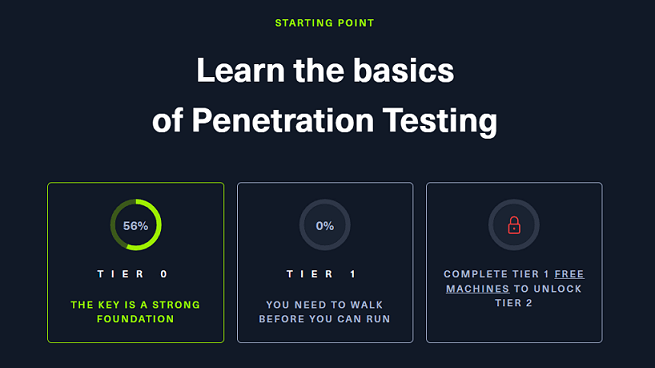 STARTING POINT
Learn the basics
of Penetration Testing
56%
TIER 0
THE KEY IS A STRONG
FOUNDATION
0%
TIER 1
YOU NEED TO WALK
BEFORE YOU CAN RUN
COMPLETE TIER 1 FREE
MACHINES TO UNLOCK
TIER 2